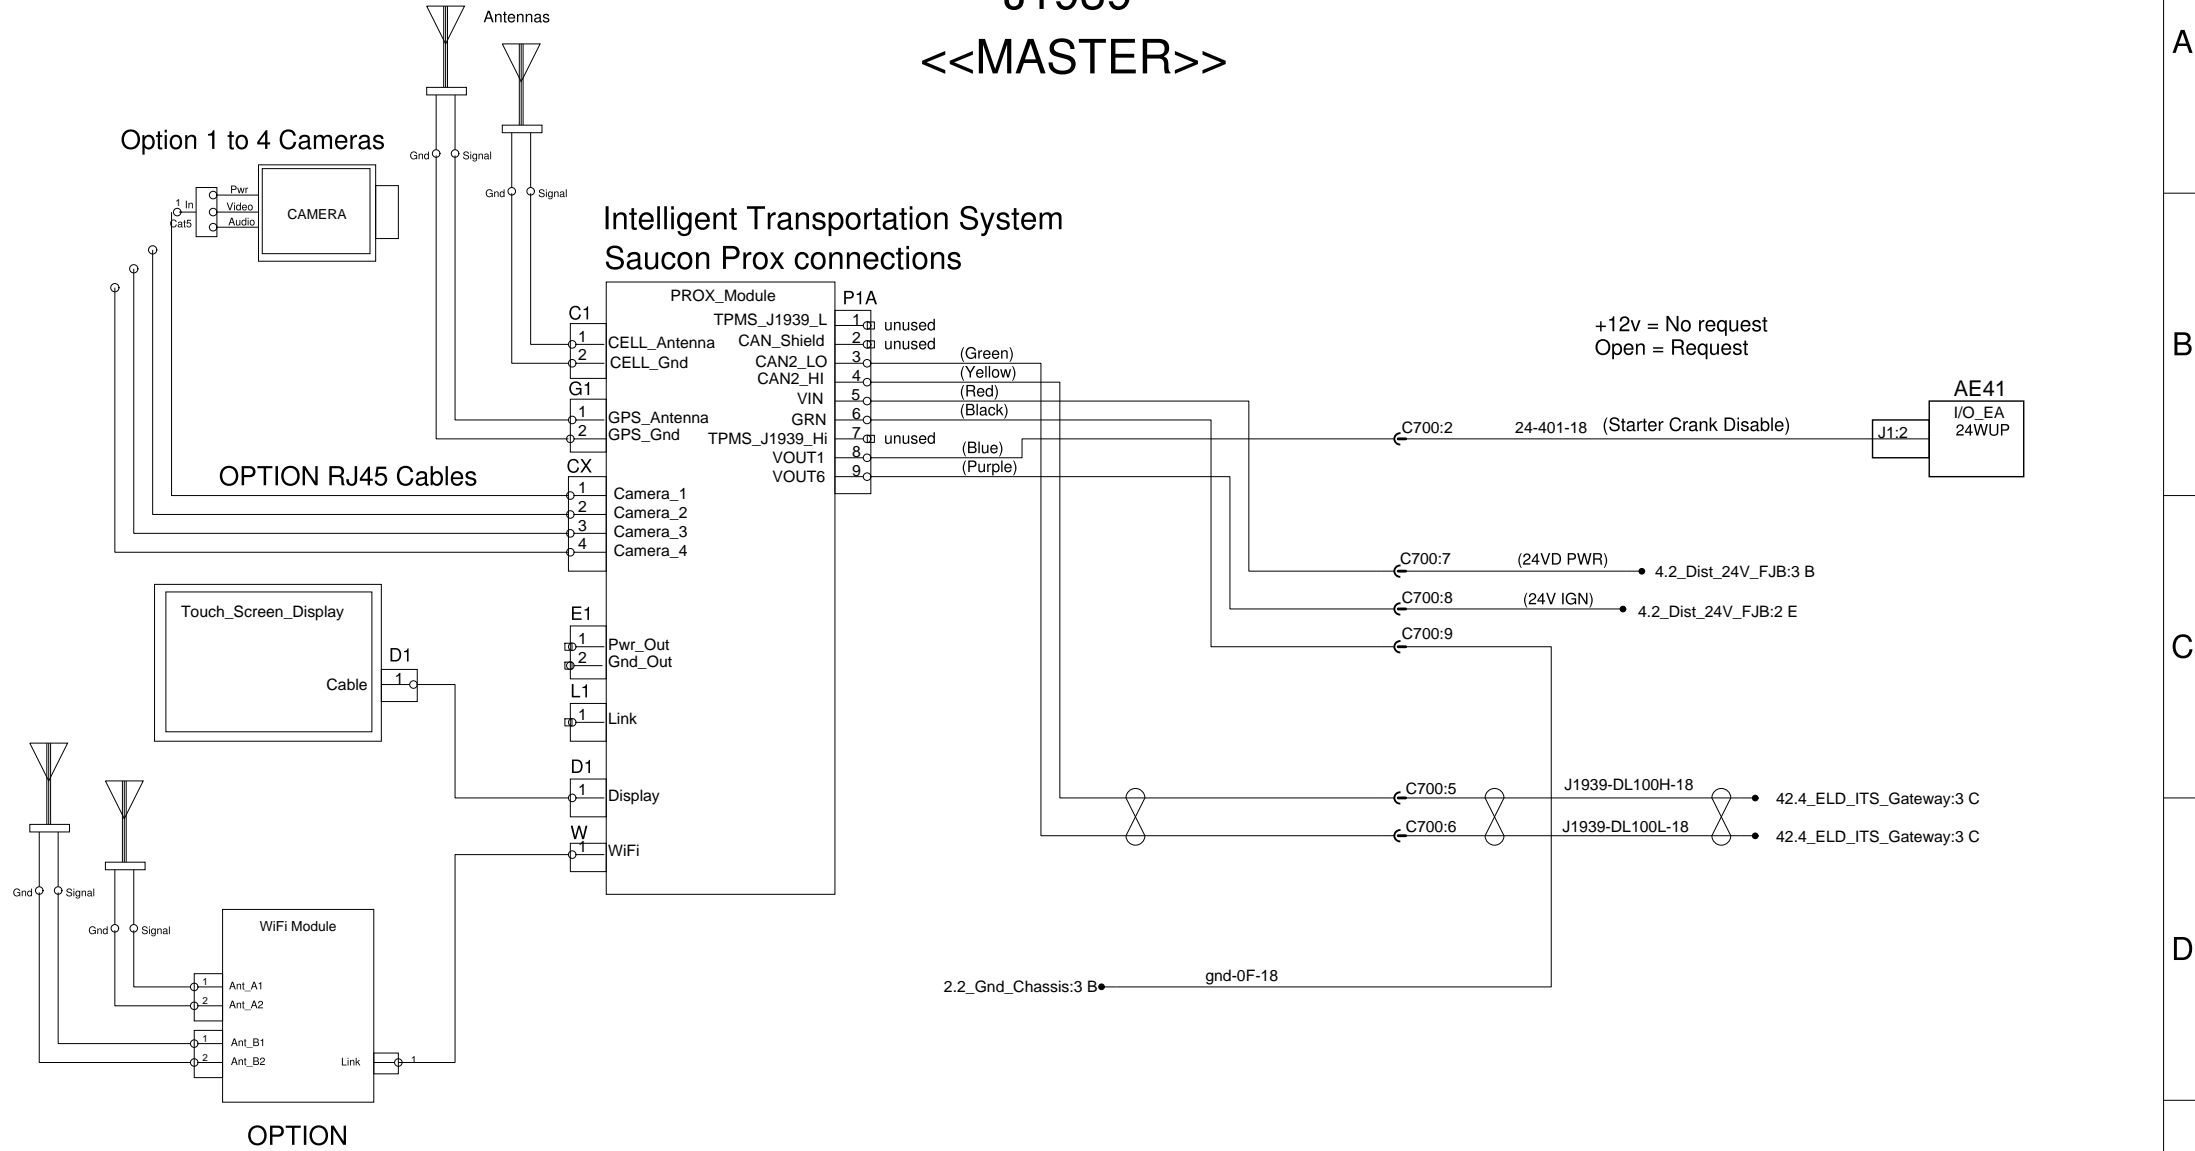 J1939
<<MASTER>>
A
Antennas
Option 1 to 4 Cameras
Gnd Signal
Gnd Signal
Pwr
1 In Video
Cat5 Audio
CAMERA
Intelligent Transportation System
Saucon Prox connections
PROX_Module
P1A
C1
1 CELL_Antenna
2 CELL_Gnd
G1
1 GPS_Antenna
2 GPS_Gnd
OPTION RJ45 Cables
CX
1 Camera_1
2 Camera_2
3 Camera_3
4 Camera_4
TPMS_J1939_L 1 unused
CAN_Shield 2 unused
CAN2_LO 3 (Green)
CAN2_HI 4 (Yellow)
VIN 5 (Red)
GRN 6 (Black)
TPMS_J1939_Hi 7 unused
VOUT1 8 (Blue)
VOUT6 9 (Purple)
+12v = No request
Open = Request
B
AE41
I/O_EA
24WUP
C700:2 24-401-18 (Starter Crank Disable) J1:2
C700:7 (24VD PWR) 4.2_Dist_24V_FJB:3 B
C700:8 (24V IGN) 4.2_Dist_24V_FJB:2 E
C700:9
C
Touch_Screen_Display
D1
Cable 1
E1
1 Pwr_Out
2 Gnd_Out
L1
1 Link
D1
1 Display
W
1 WiFi
C700:5 J1939-DL100H-18 42.4_ELD_ITS_Gateway:3 C
C700:6 J1939-DL100L-18 42.4_ELD_ITS_Gateway:3 C
Gnd Signal
Gnd Signal
WiFi Module
1 Ant_A1
2 Ant_A2
1 Ant_B1
2 Ant_B2
Link 1
D
2.2_Gnd_Chassis:3 B gnd-0F-18
OPTION